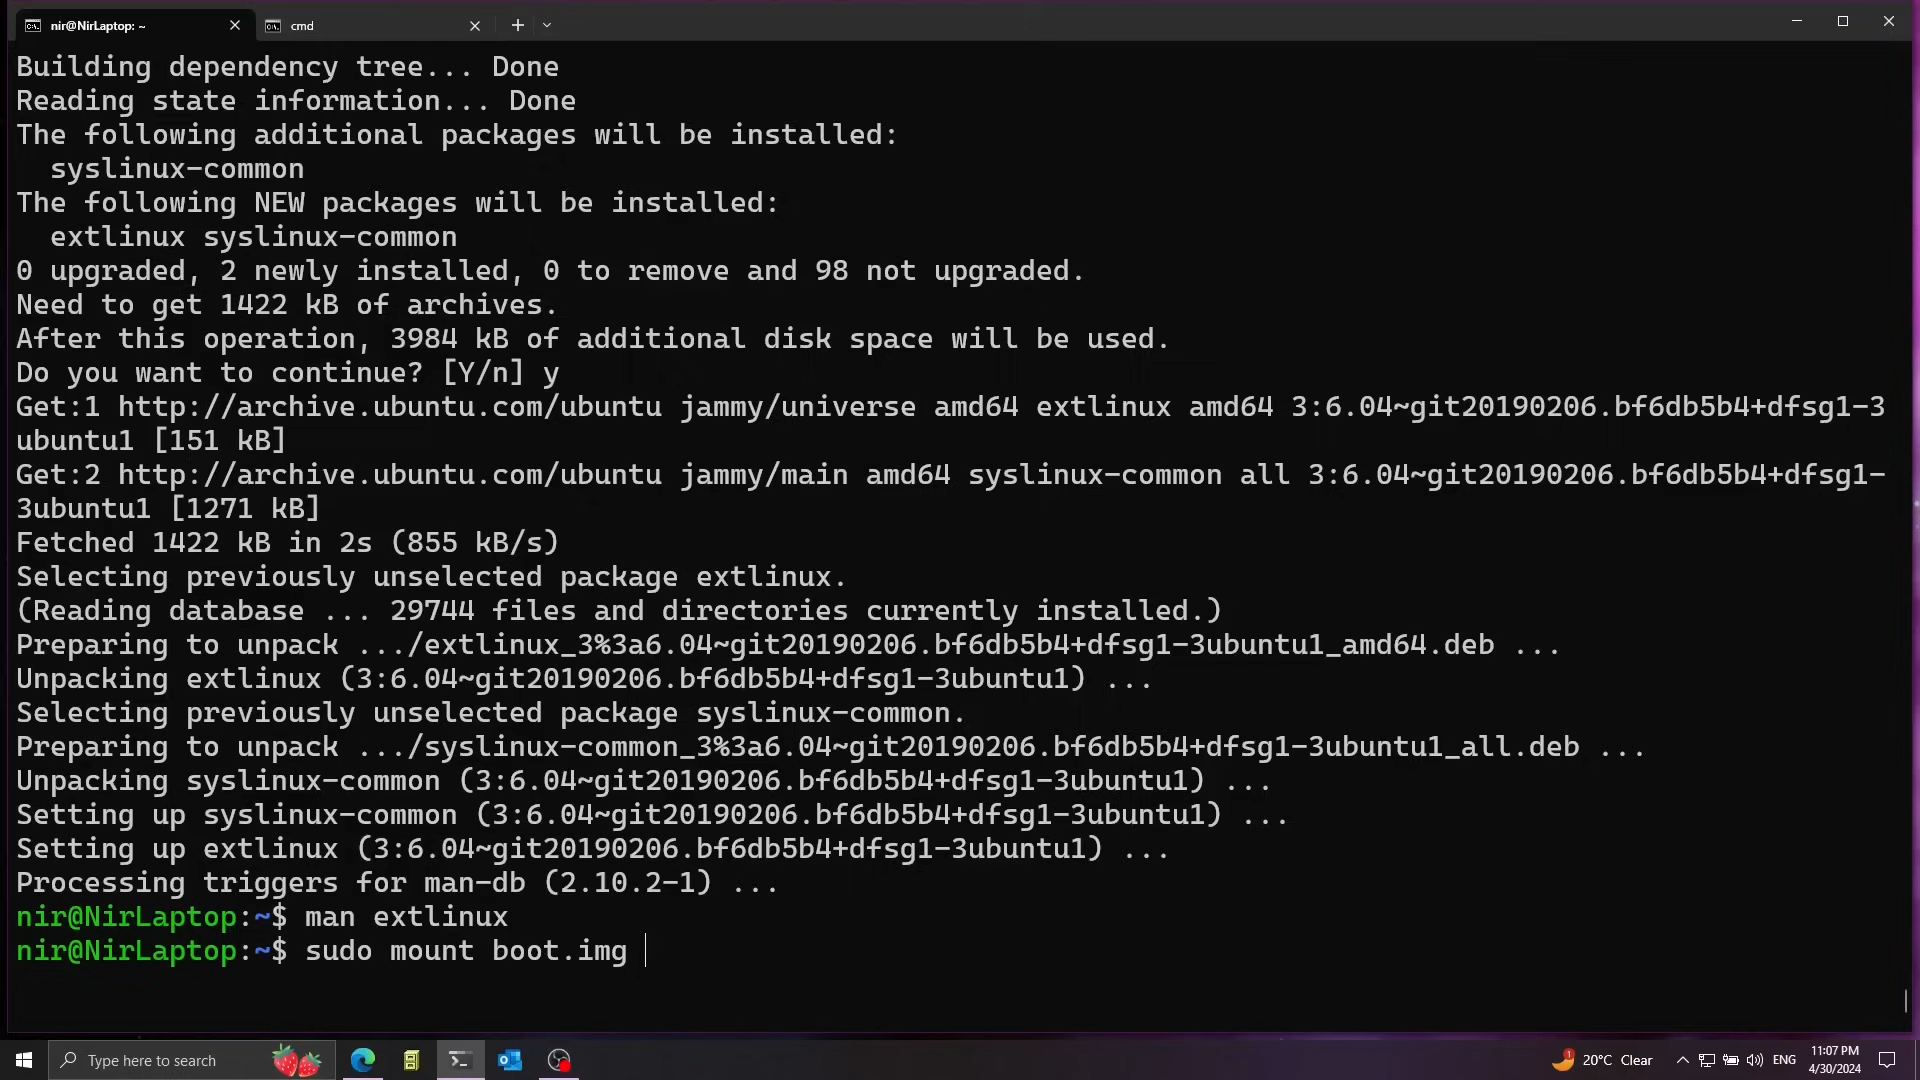 nir@NirLaptop: ~
cmd
Building dependency tree... Done
Reading state information... Done
The following additional packages will be installed:
  syslinux-common
The following NEW packages will be installed:
  extlinux syslinux-common
0 upgraded, 2 newly installed, 0 to remove and 98 not upgraded.
Need to get 1422 kB of archives.
After this operation, 3984 kB of additional disk space will be used.
Do you want to continue? [Y/n] y
Get:1 http://archive.ubuntu.com/ubuntu jammy/universe amd64 extlinux amd64 3:6.04~git20190206.bf6db5b4+dfsg1-3
ubuntu1 [151 kB]
Get:2 http://archive.ubuntu.com/ubuntu jammy/main amd64 syslinux-common all 3:6.04~git20190206.bf6db5b4+dfsg1-
3ubuntu1 [1271 kB]
Fetched 1422 kB in 2s (855 kB/s)
Selecting previously unselected package extlinux.
(Reading database ... 29744 files and directories currently installed.)
Preparing to unpack .../extlinux_3%3a6.04~git20190206.bf6db5b4+dfsg1-3ubuntu1_amd64.deb ...
Unpacking extlinux (3:6.04~git20190206.bf6db5b4+dfsg1-3ubuntu1) ...
Selecting previously unselected package syslinux-common.
Preparing to unpack .../syslinux-common_3%3a6.04~git20190206.bf6db5b4+dfsg1-3ubuntu1_all.deb ...
Unpacking syslinux-common (3:6.04~git20190206.bf6db5b4+dfsg1-3ubuntu1) ...
Setting up syslinux-common (3:6.04~git20190206.bf6db5b4+dfsg1-3ubuntu1) ...
Setting up extlinux (3:6.04~git20190206.bf6db5b4+dfsg1-3ubuntu1) ...
Processing triggers for man-db (2.10.2-1) ...
nir@NirLaptop:~$ man extlinux
nir@NirLaptop:~$ sudo mount boot.img
Type here to search
1
20°C Clear
ENG
11:07 PM
4/30/2024